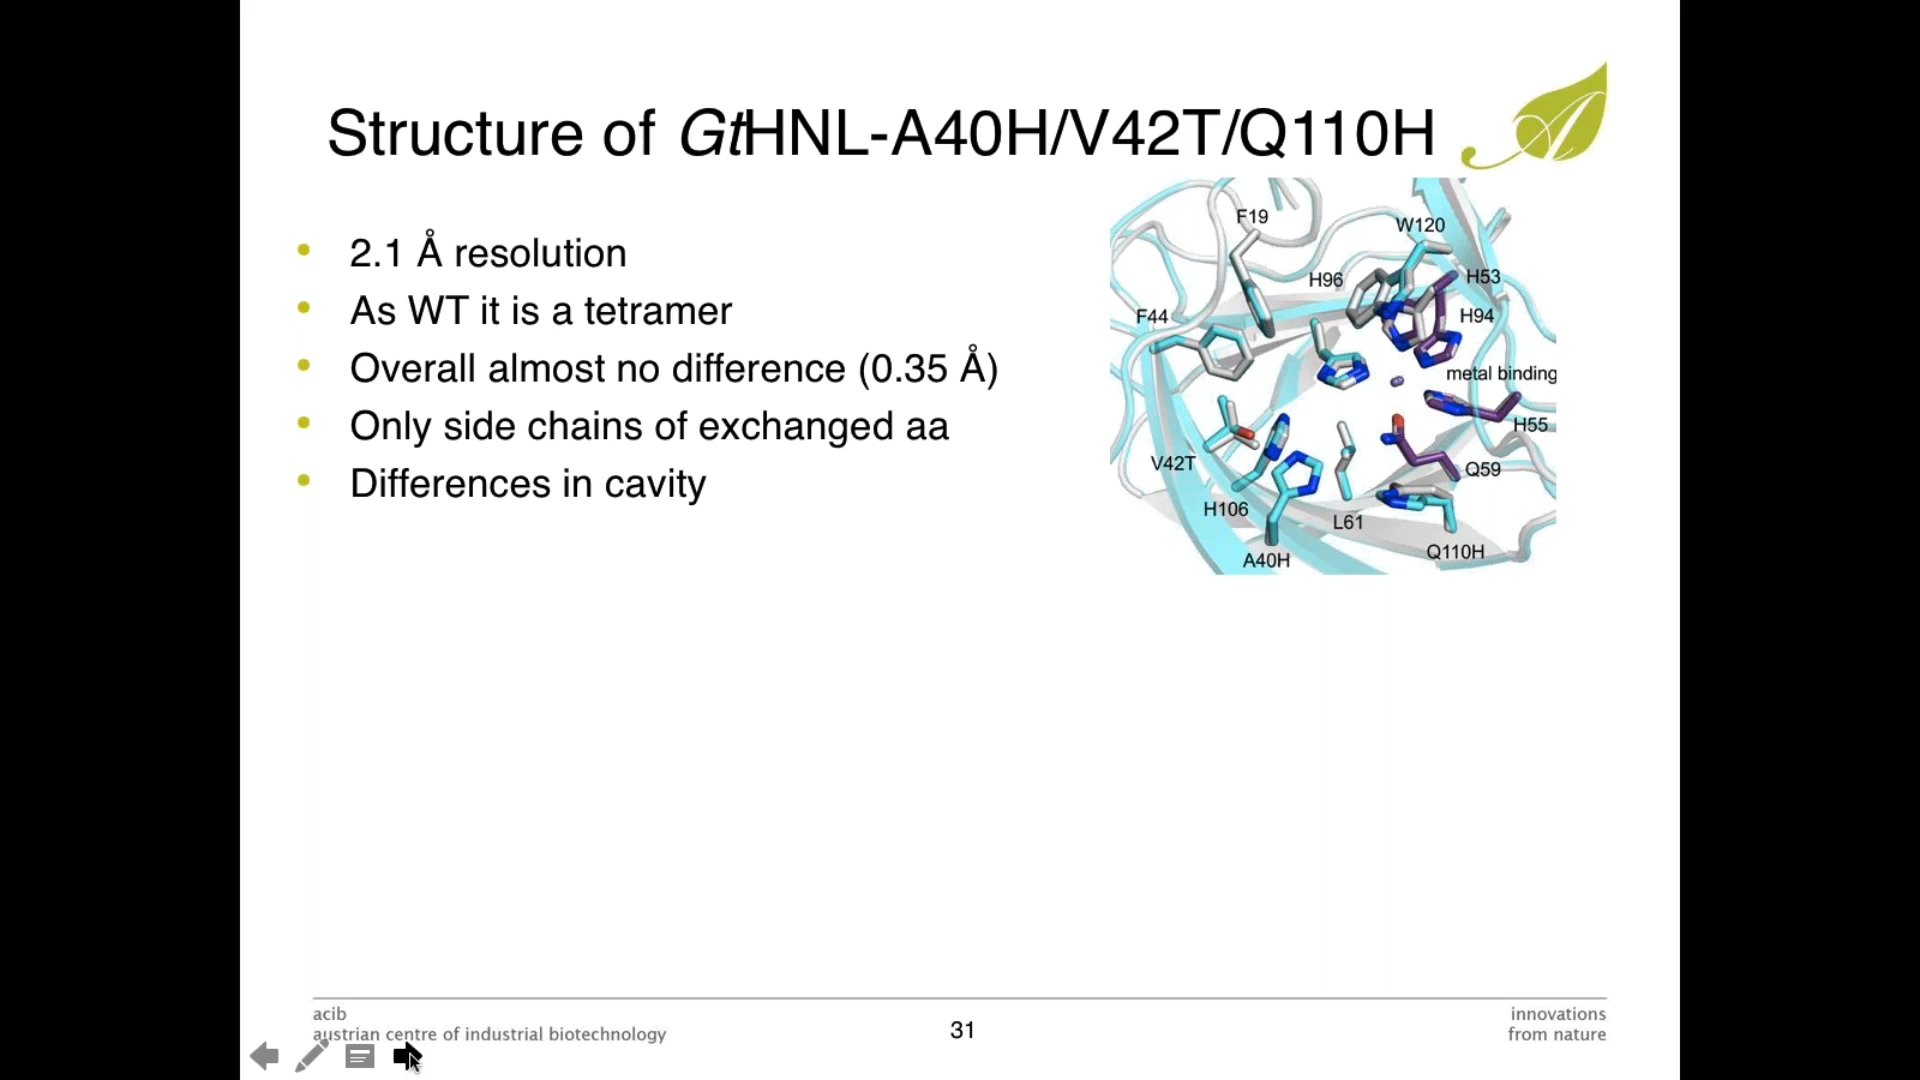 Structure of GtHNL-A40H/V42T/Q110H
• 2.1 Å resolution
• As WT it is a tetramer
• Overall almost no difference (0.35 Å)
• Only side chains of exchanged aa
• Differences in cavity
F19
W120
H96
H53
F44
H94
metal binding
H55
V42T
Q59
H106
L61
A40H
Q110H
acib
austrian centre of industrial biotechnology
31
innovations
from nature